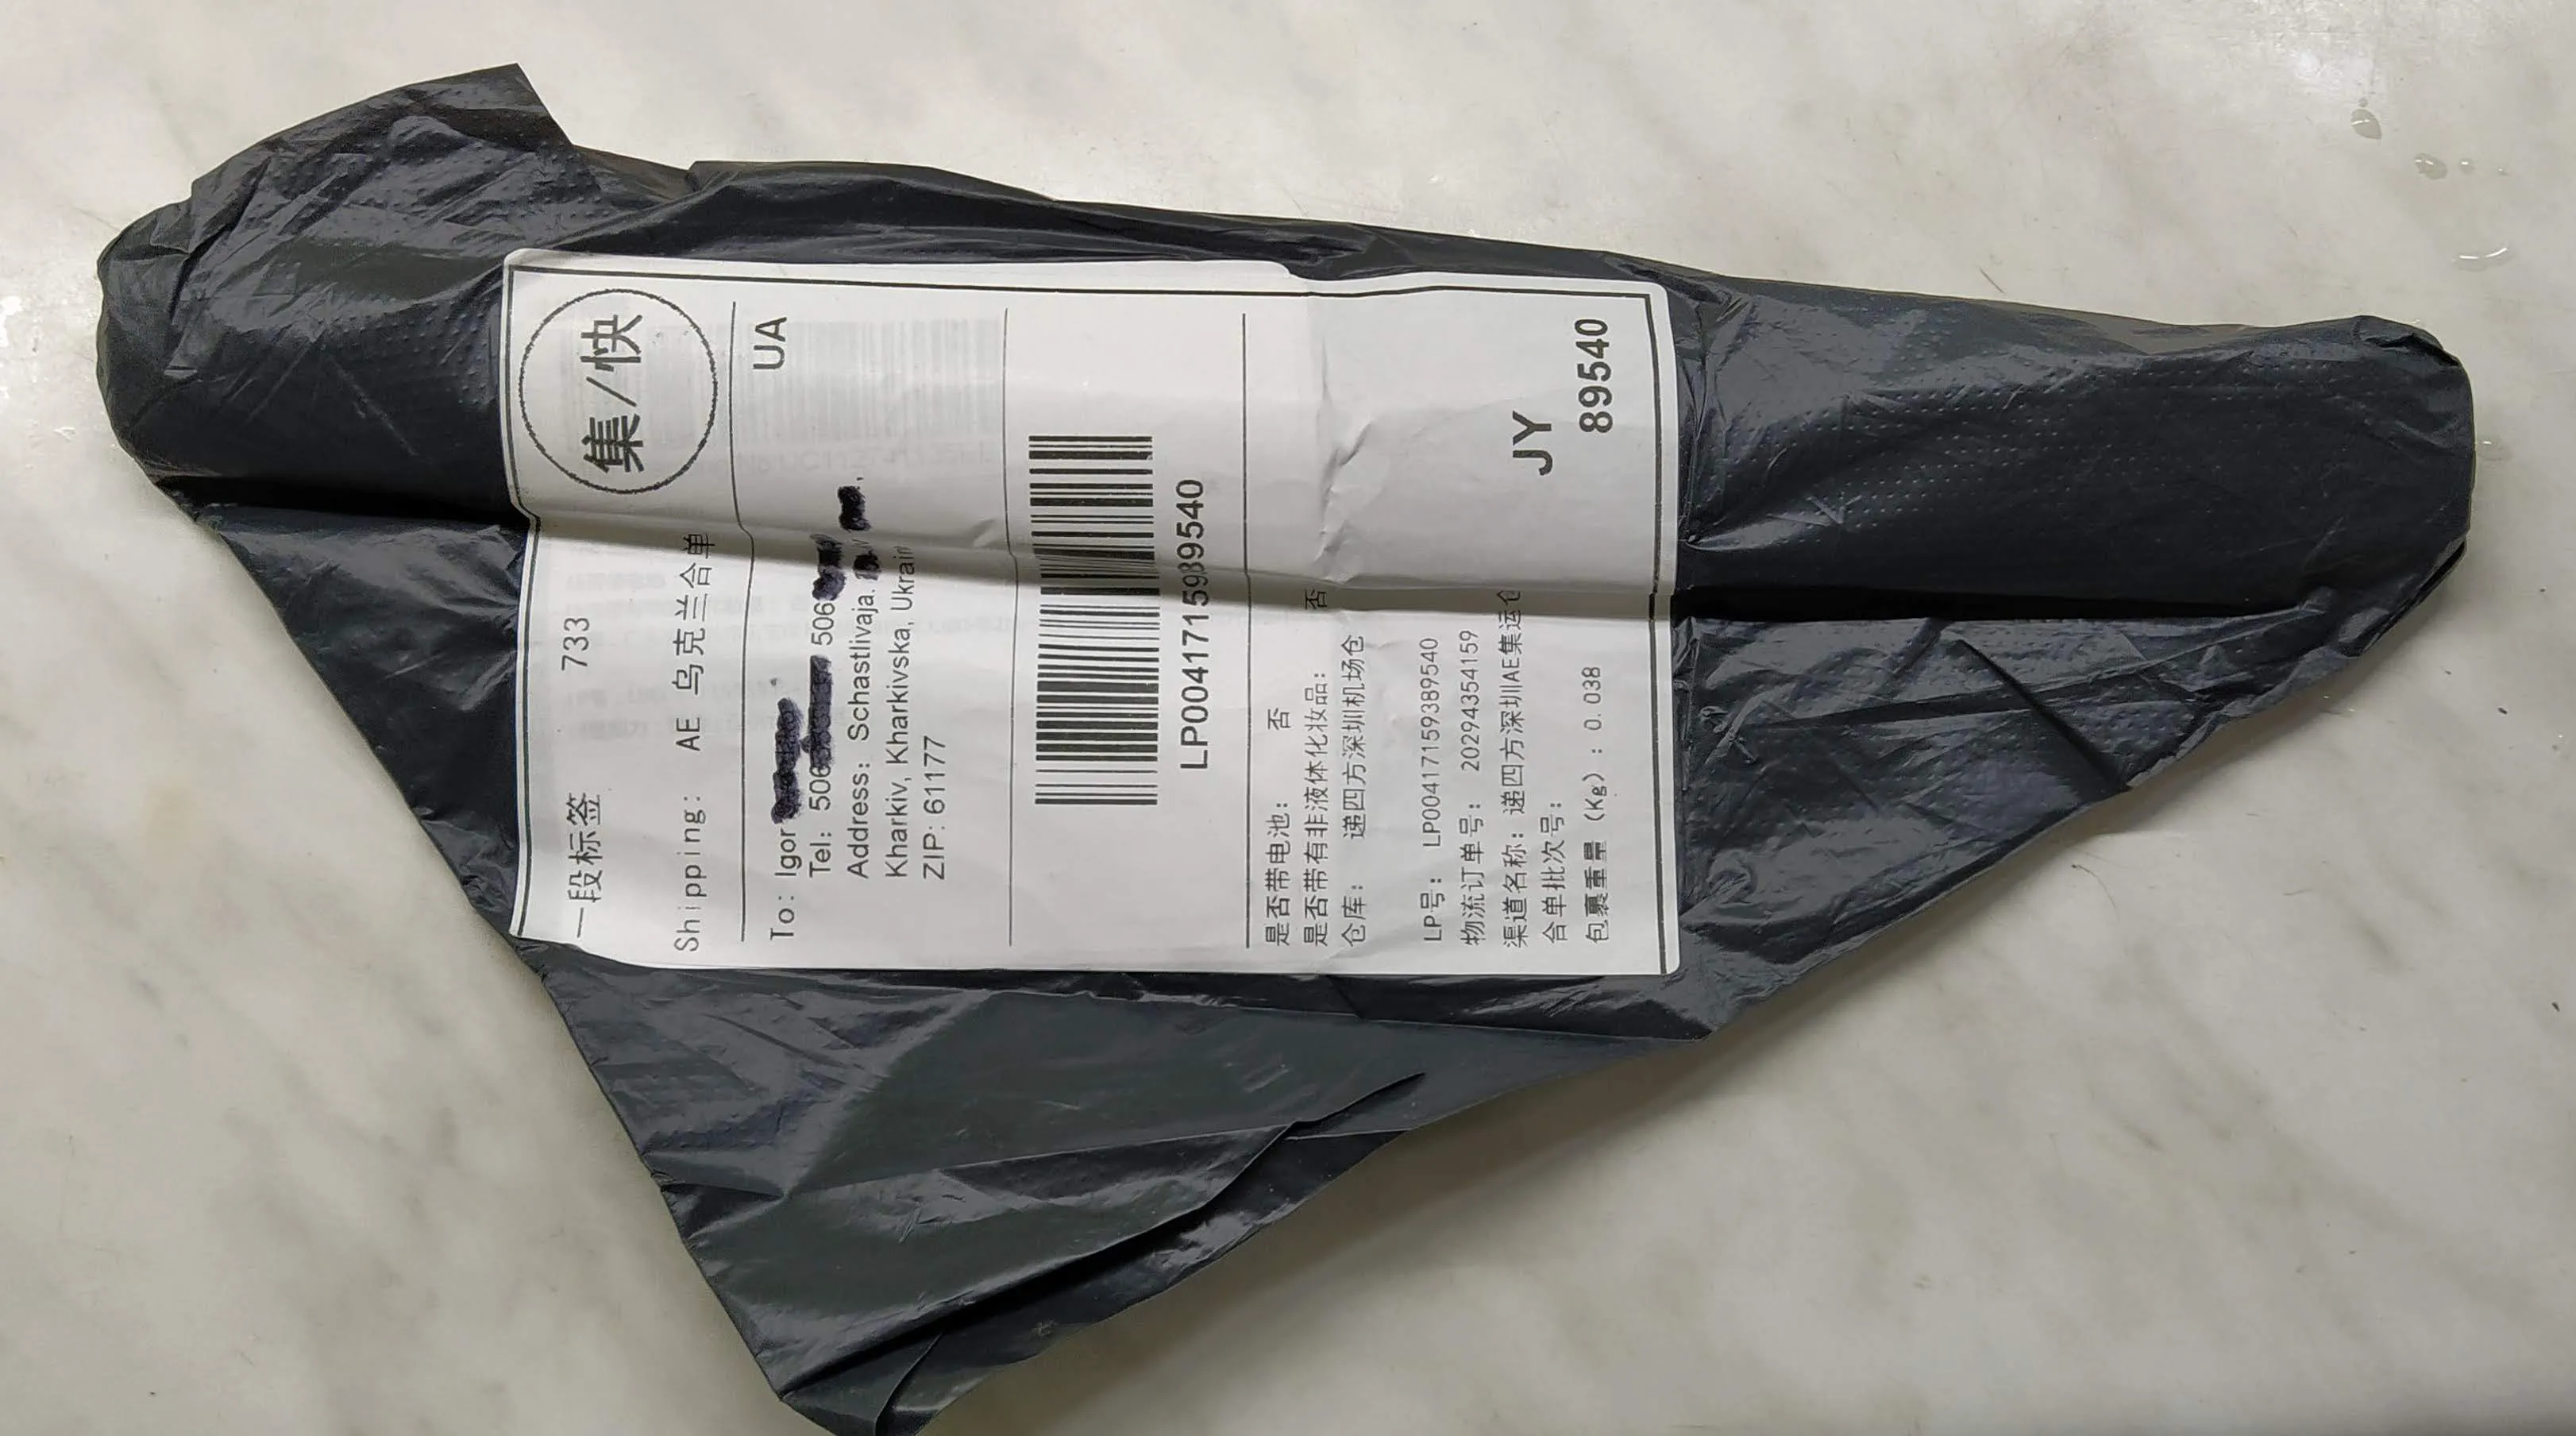 一段标签 733
集/快
Shipping: AE 乌克兰合单
UA
To: Igor
Tel: 506 506
Address: Schastlivaja.
Kharkiv, Kharkivska, Ukrain
ZIP: 61177
LP00417159389540
是否带电池: 否
是否带有非液体化妆品: 否
仓库: 递四方深圳机场仓
LP号: LP00417159389540
物流订单号: 20294354159
渠道名称: 递四方深圳AE集运仓
合单批次号:
包裹重量(Kg): 0.038
JY
89540